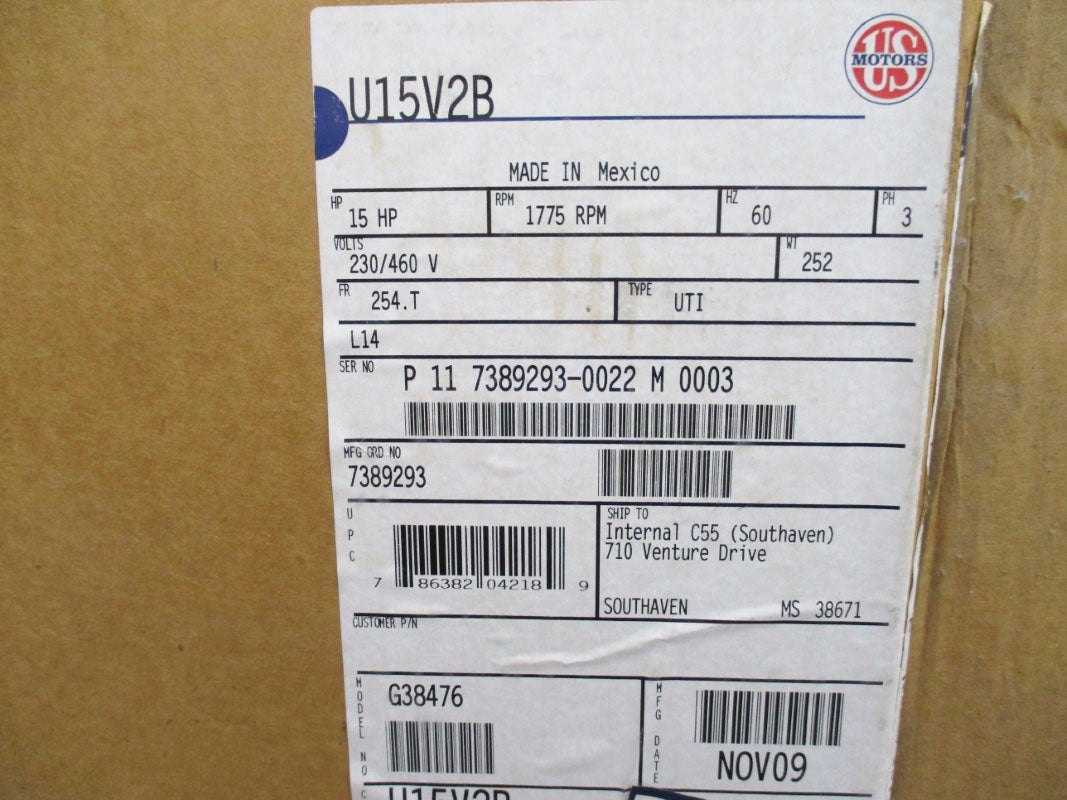 US
MOTORS
U15V2B
MADE IN Mexico
HP 15 HP RPM 1775 RPM HZ 60 PH 3
VOLTS 230/460 V WT 252
FR 254.T TYPE UTI
L14
SER NO P 11 7389293-0022 M 0003
MFG ORD NO
7389293
UPC
7 86382 04218 9
SHIP TO
Internal C55 (Southaven)
710 Venture Drive
SOUTHAVEN MS 38671
CUSTOMER P/N
MODEL NO G38476
MFG DATE NOV09
U15V2B